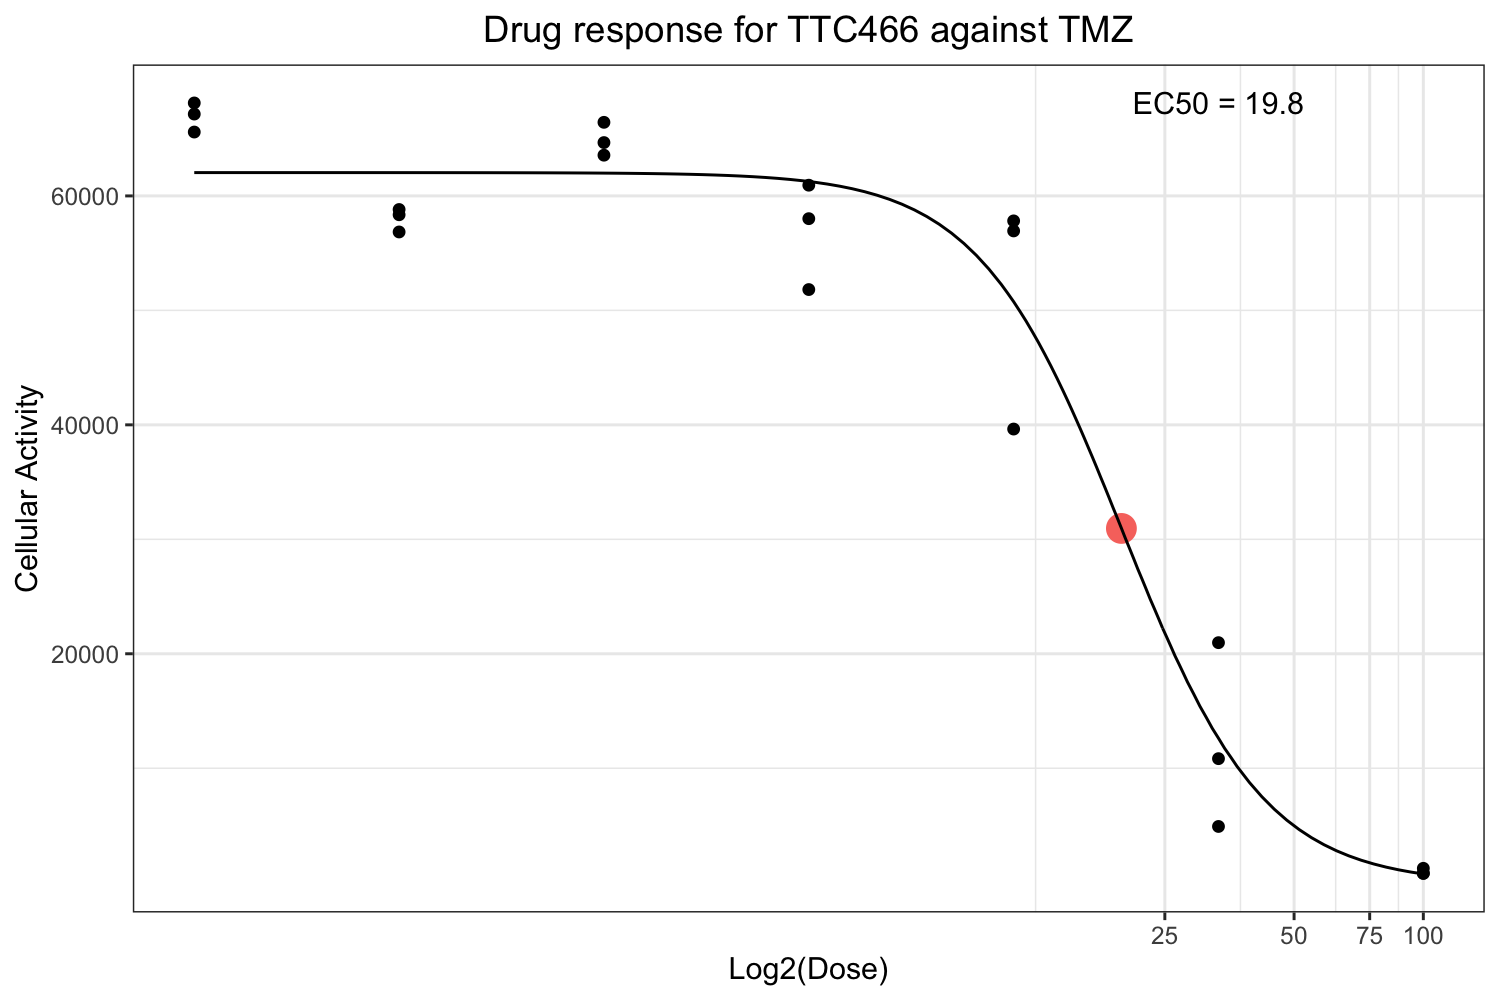 Drug response for TTC466 against TMZ
EC50 = 19.8
60000
40000
20000
Cellular Activity
25 50 75 100
Log2(Dose)